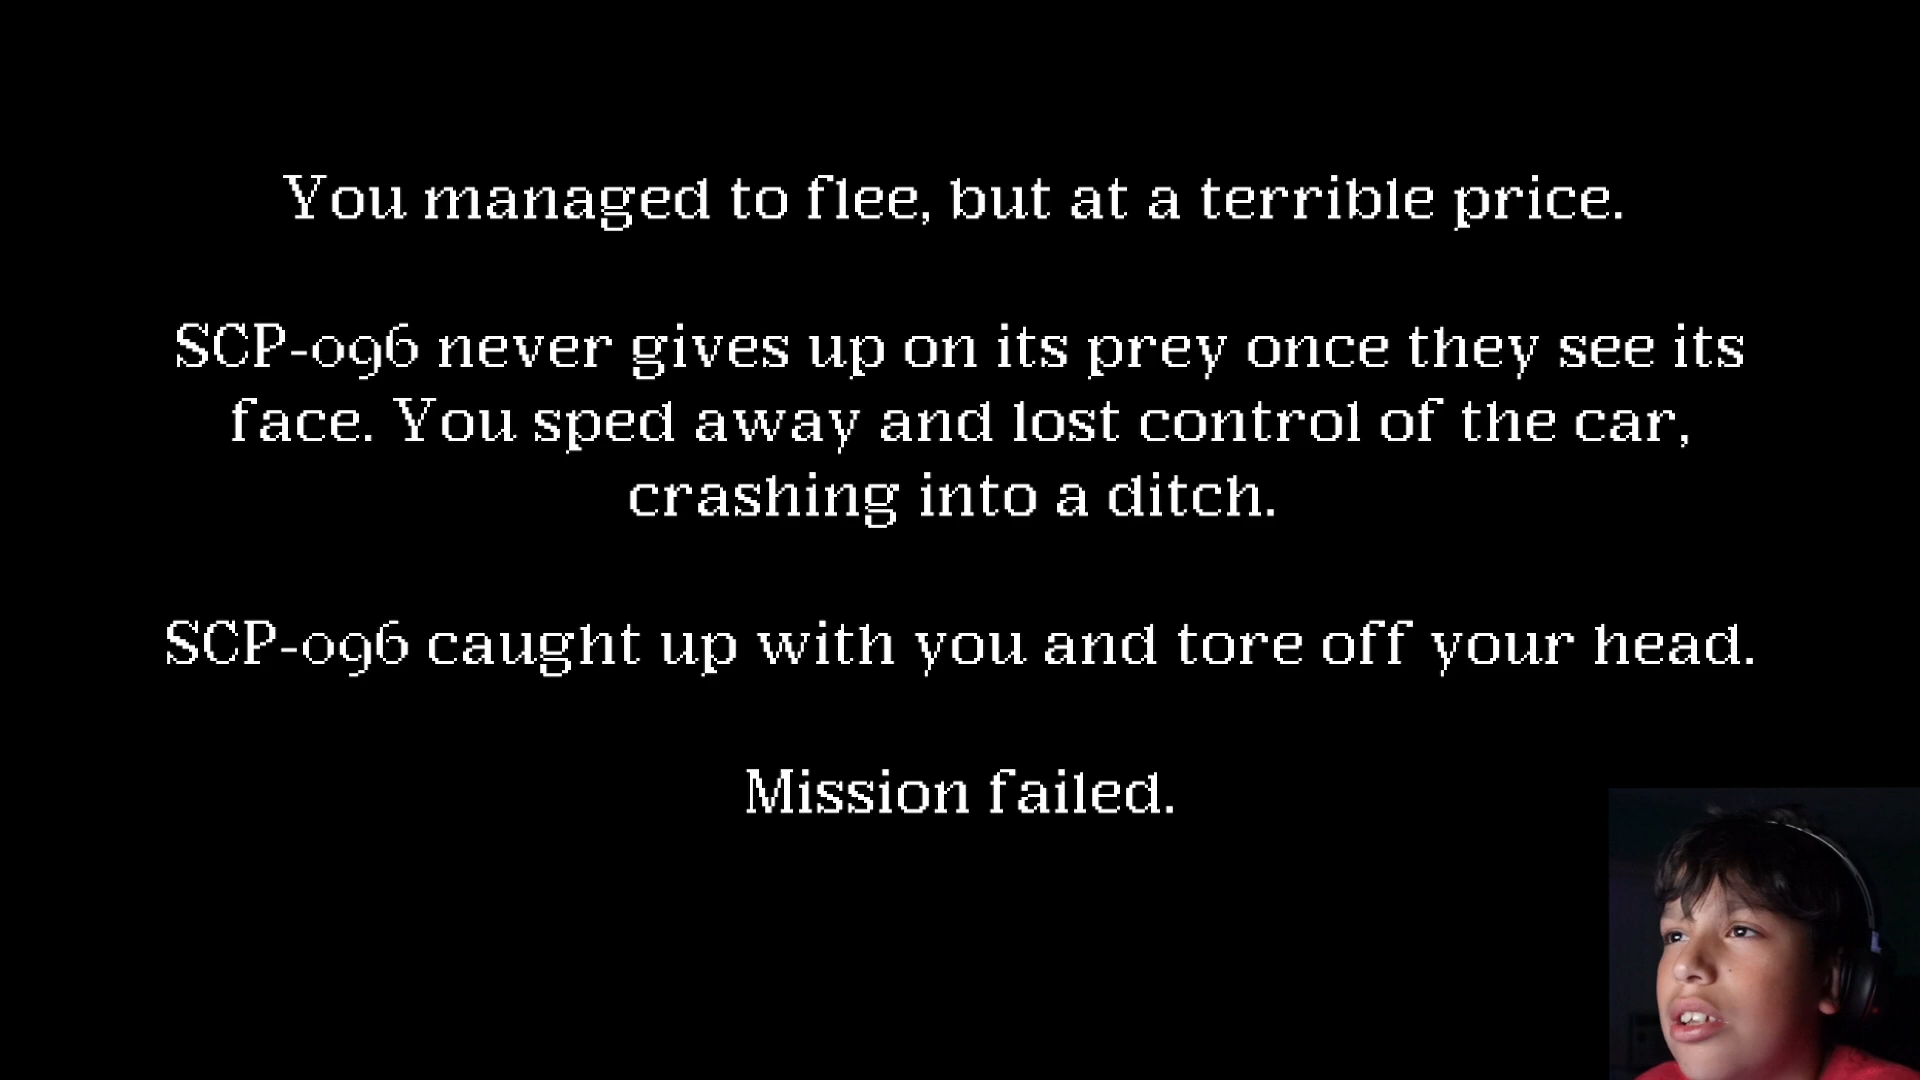 You managed to flee, but at a terrible price.
SCP-096 never gives up on its prey once they see its
face. You sped away and lost control of the car,
crashing into a ditch.
SCP-096 caught up with you and tore off your head.
Mission failed.